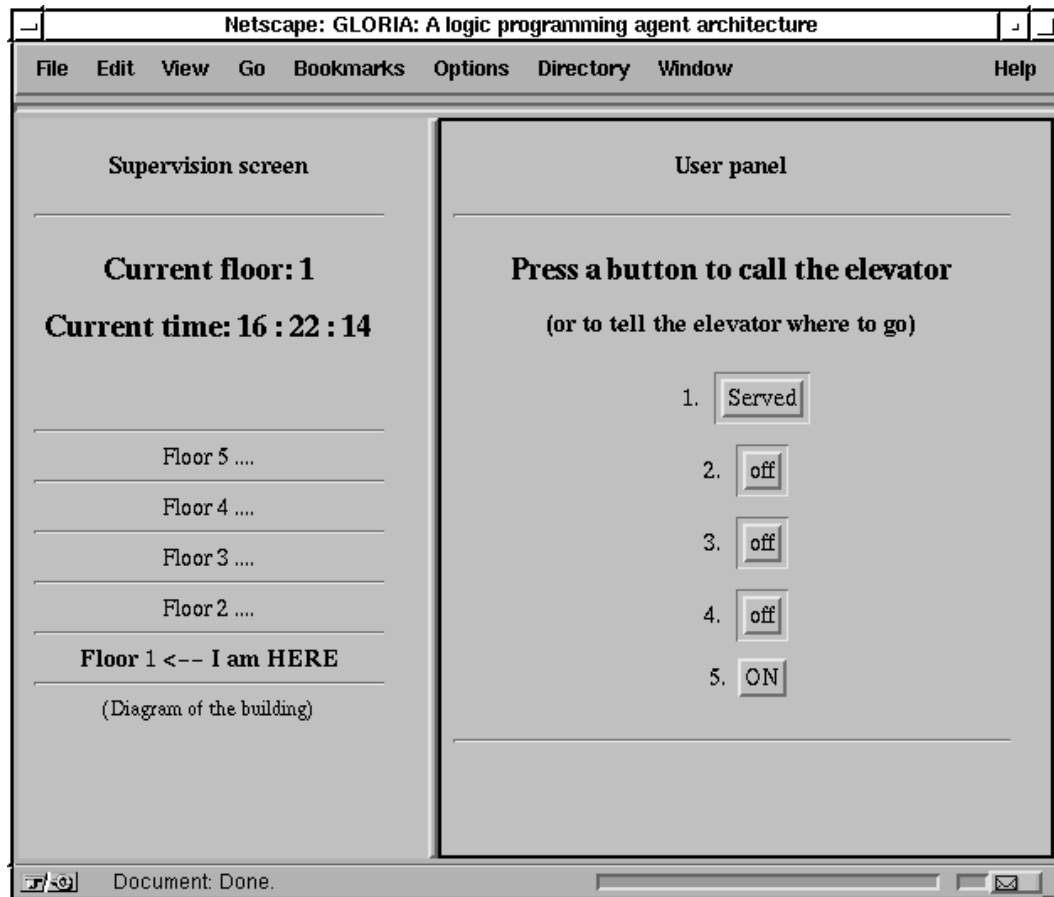 Netscape: GLORIA: A logic programming agent architecture
File Edit View Go Bookmarks Options Directory Window Help
Supervision screen
Current floor: 1
Current time: 16 : 22 : 14
Floor 5 ....
Floor 4 ....
Floor 3 ....
Floor 2 ....
Floor 1 <-- I am HERE
(Diagram of the building)
User panel
Press a button to call the elevator
(or to tell the elevator where to go)
1. Served
2. off
3. off
4. off
5. ON
Document: Done.